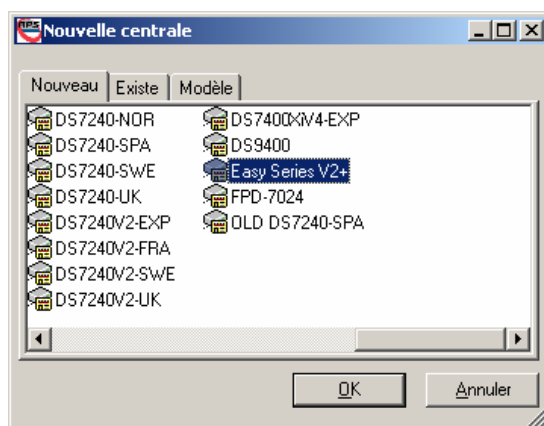 Nouvelle centrale
Nouveau Existe Modèle
DS7240-NOR DS7400XiV4-EXP
DS7240-SPA DS9400
DS7240-SWE Easy Series V2+
DS7240-UK FPD-7024
DS7240V2-EXP OLD DS7240-SPA
DS7240V2-FRA
DS7240V2-SWE
DS7240V2-UK
OK Annuler